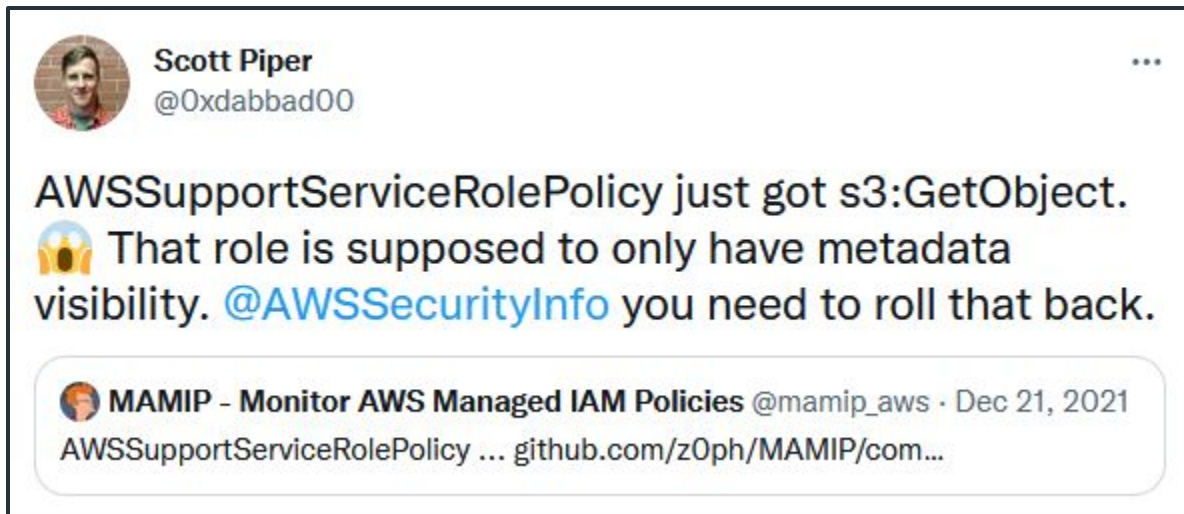 Scott Piper
@0xdabbad00
AWSSupportServiceRolePolicy just got s3:GetObject.
😱 That role is supposed to only have metadata
visibility. @AWSSecurityInfo you need to roll that back.
MAMIP - Monitor AWS Managed IAM Policies @mamip_aws · Dec 21, 2021
AWSSupportServiceRolePolicy ... github.com/z0ph/MAMIP/com...